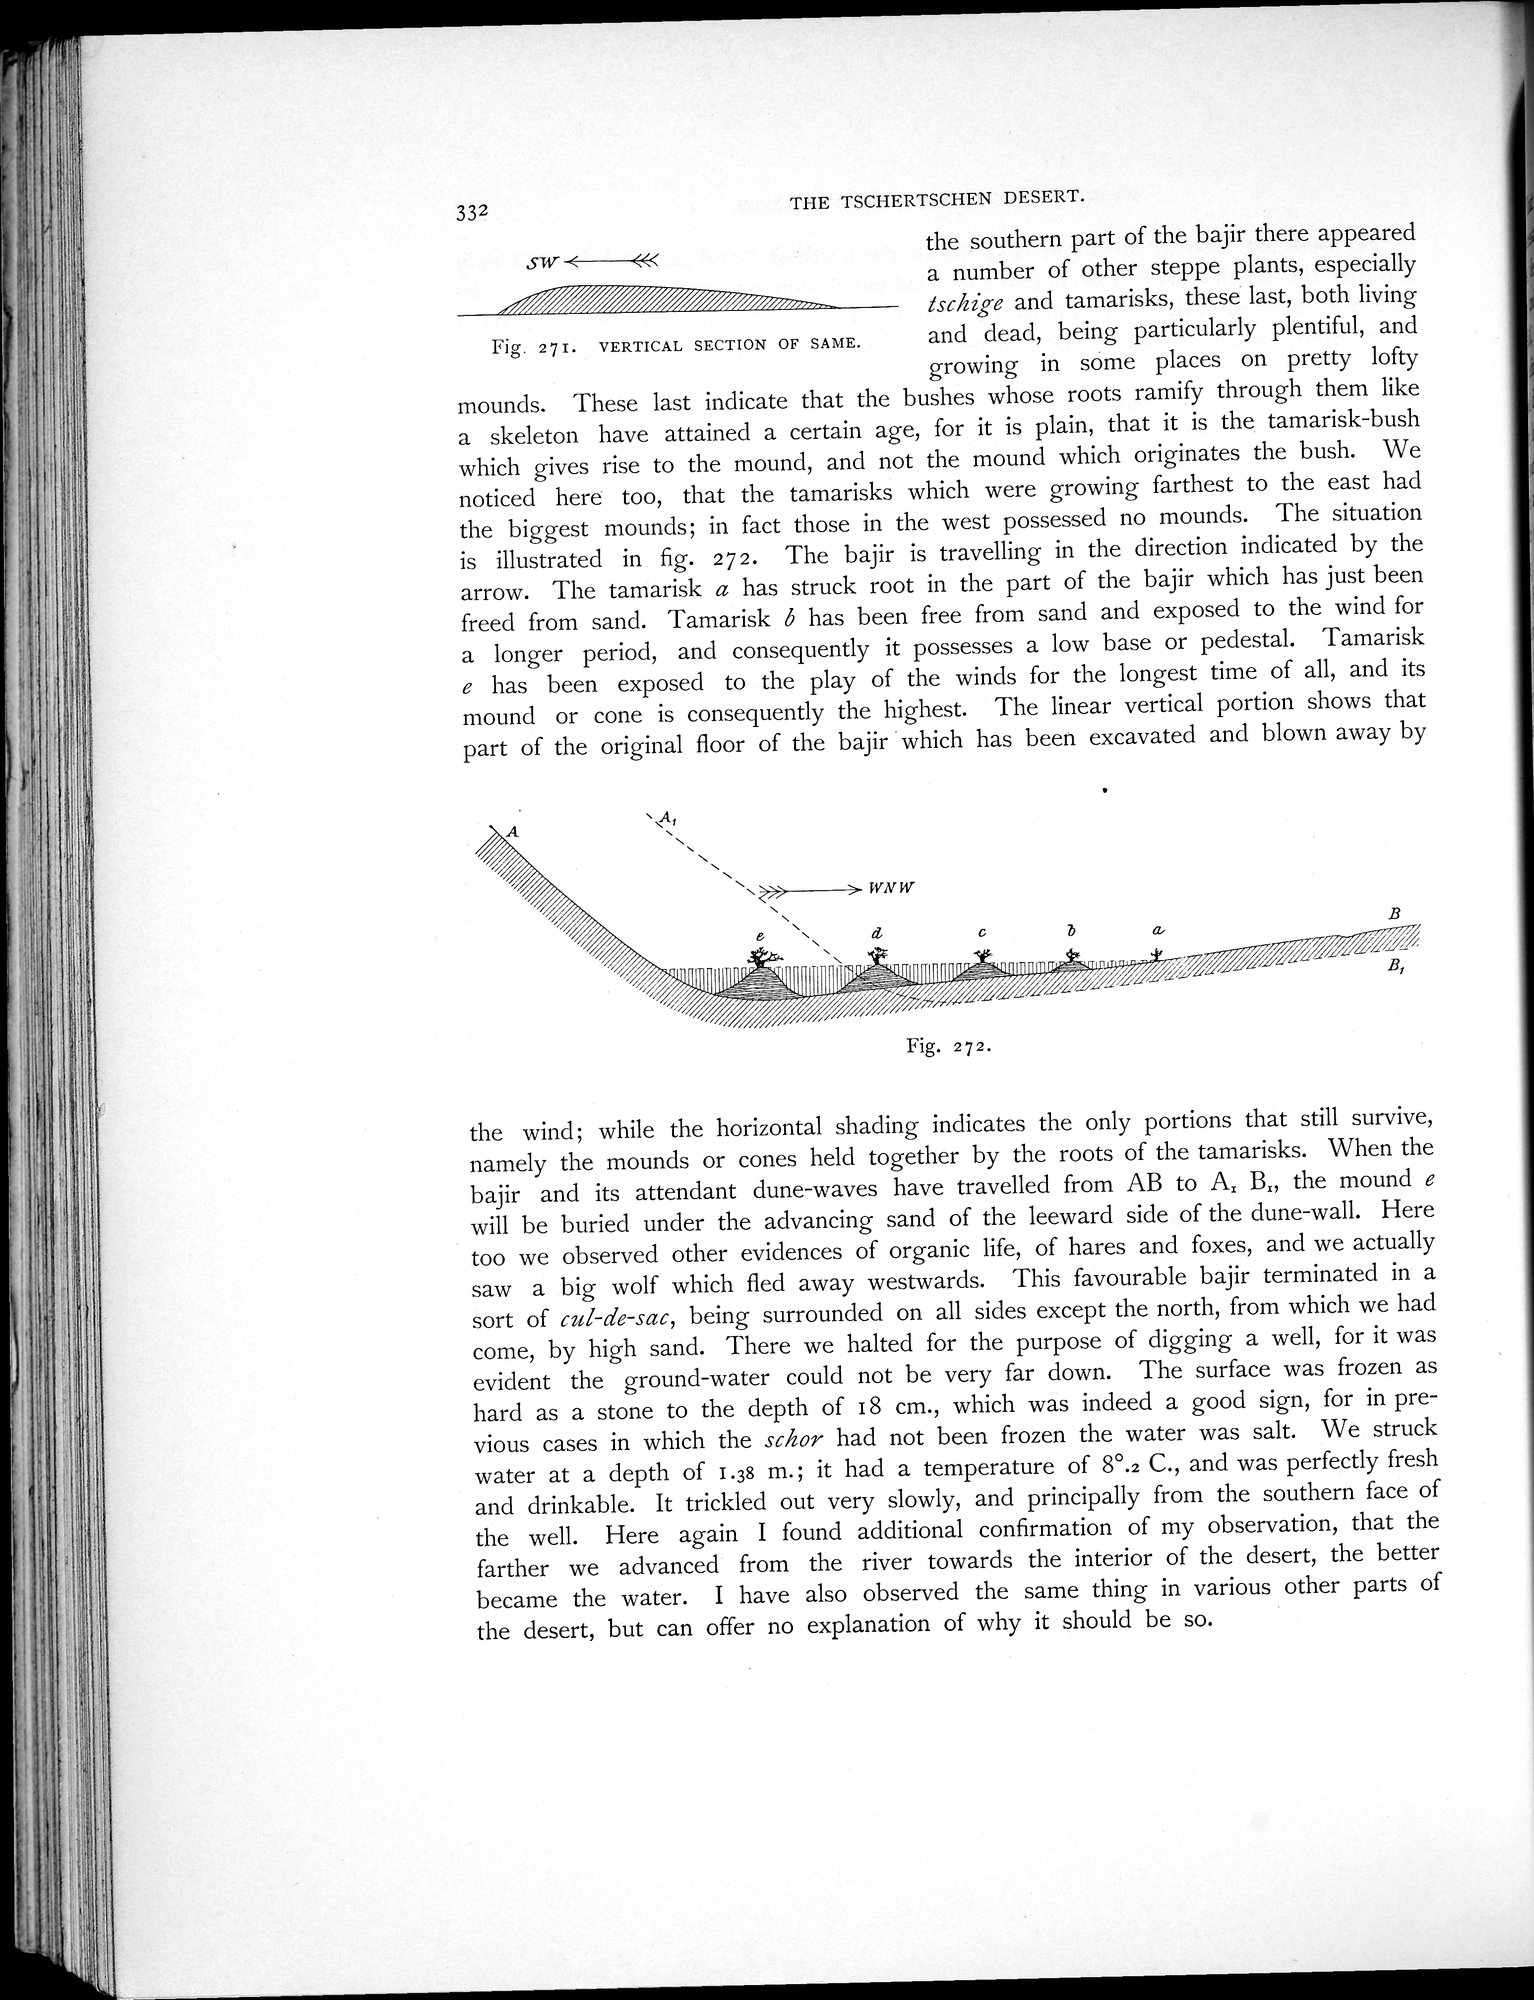 332
THE TSCHERTSCHEN DESERT.
SW
Fig. 271. VERTICAL SECTION OF SAME.
the southern part of the bajir there appeared
a number of other steppe plants, especially
tschige and tamarisks, these last, both living
and dead, being particularly plentiful, and
growing in some places on pretty lofty
mounds. These last indicate that the bushes whose roots ramify through them like
a skeleton have attained a certain age, for it is plain, that it is the tamarisk-bush
which gives rise to the mound, and not the mound which originates the bush. We
noticed here too, that the tamarisks which were growing farthest to the east had
the biggest mounds; in fact those in the west possessed no mounds. The situation
is illustrated in fig. 272. The bajir is travelling in the direction indicated by the
arrow. The tamarisk a has struck root in the part of the bajir which has just been
freed from sand. Tamarisk b has been free from sand and exposed to the wind for
a longer period, and consequently it possesses a low base or pedestal. Tamarisk
e has been exposed to the play of the winds for the longest time of all, and its
mound or cone is consequently the highest. The linear vertical portion shows that
part of the original floor of the bajir which has been excavated and blown away by
A
A₁
WNW
e
d
c
b
a
B
B₁
Fig. 272.
the wind; while the horizontal shading indicates the only portions that still survive,
namely the mounds or cones held together by the roots of the tamarisks. When the
bajir and its attendant dune-waves have travelled from AB to A₁ B₁, the mound e
will be buried under the advancing sand of the leeward side of the dune-wall. Here
too we observed other evidences of organic life, of hares and foxes, and we actually
saw a big wolf which fled away westwards. This favourable bajir terminated in a
sort of cul-de-sac, being surrounded on all sides except the north, from which we had
come, by high sand. There we halted for the purpose of digging a well, for it was
evident the ground-water could not be very far down. The surface was frozen as
hard as a stone to the depth of 18 cm., which was indeed a good sign, for in pre-
vious cases in which the schor had not been frozen the water was salt. We struck
water at a depth of 1.38 m.; it had a temperature of 8°.2 C., and was perfectly fresh
and drinkable. It trickled out very slowly, and principally from the southern face of
the well. Here again I found additional confirmation of my observation, that the
farther we advanced from the river towards the interior of the desert, the better
became the water. I have also observed the same thing in various other parts of
the desert, but can offer no explanation of why it should be so.